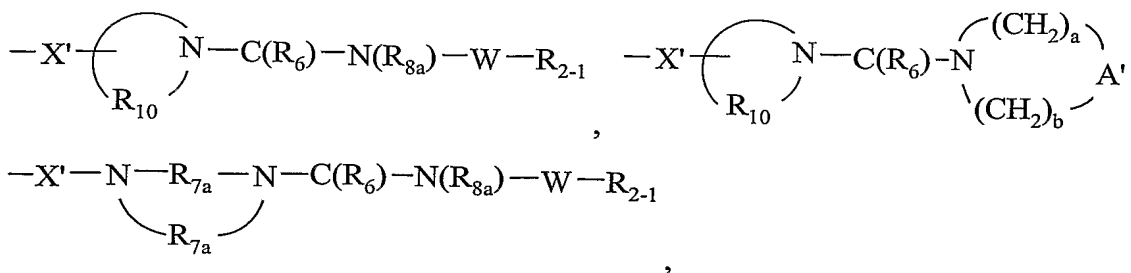 —X'— N—C(R₆)—N(R₈ₐ)—W—R₂₋₁ R₁₀ ,
—X'— N—C(R₆)—N (CH₂)ₐ A' (CH₂)b R₁₀
—X'—N—R₇ₐ—N—C(R₆)—N(R₈ₐ)—W—R₂₋₁ R₇ₐ ,